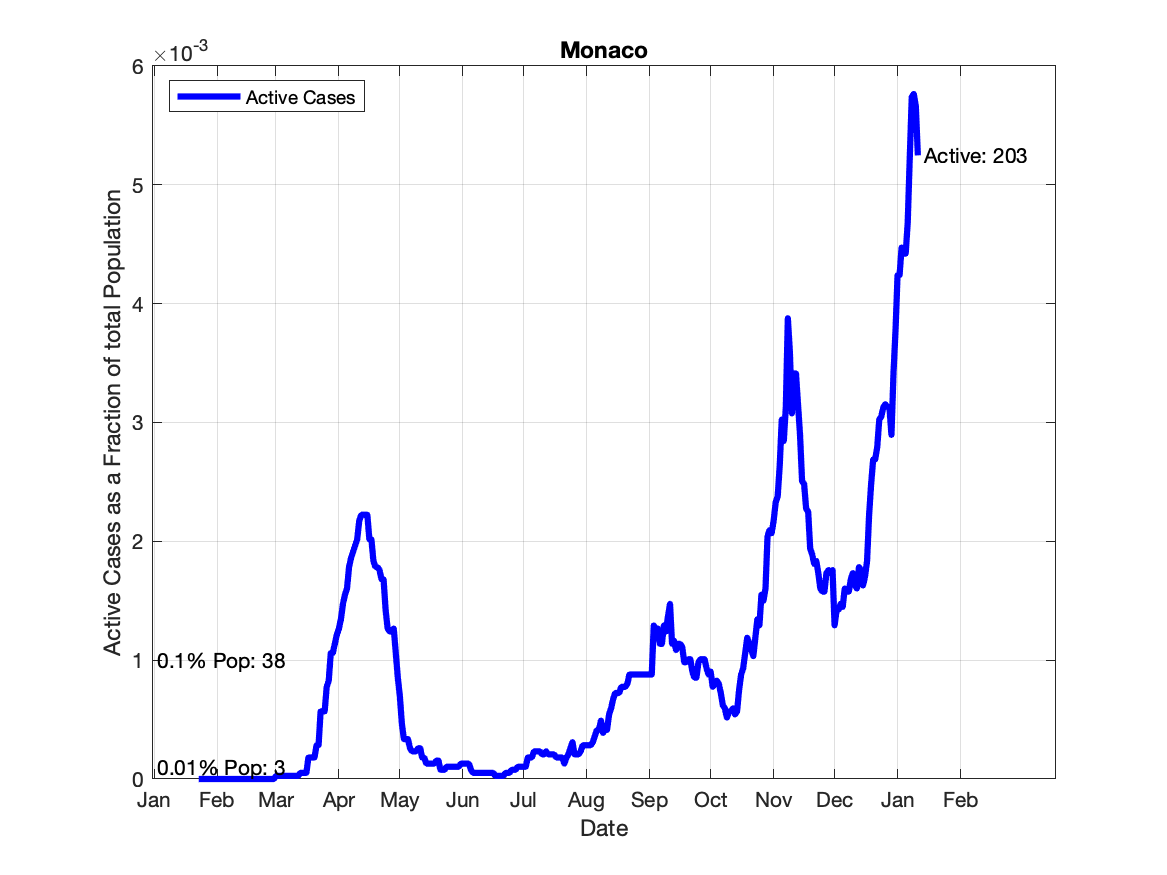 Monaco
×10-3
Active Cases
6
5
4
3
2
1
0
Active Cases as a Fraction of total Population
Active: 203
0.1% Pop: 38
0.01% Pop: 3
Jan Feb Mar Apr May Jun Jul Aug Sep Oct Nov Dec Jan Feb
Date